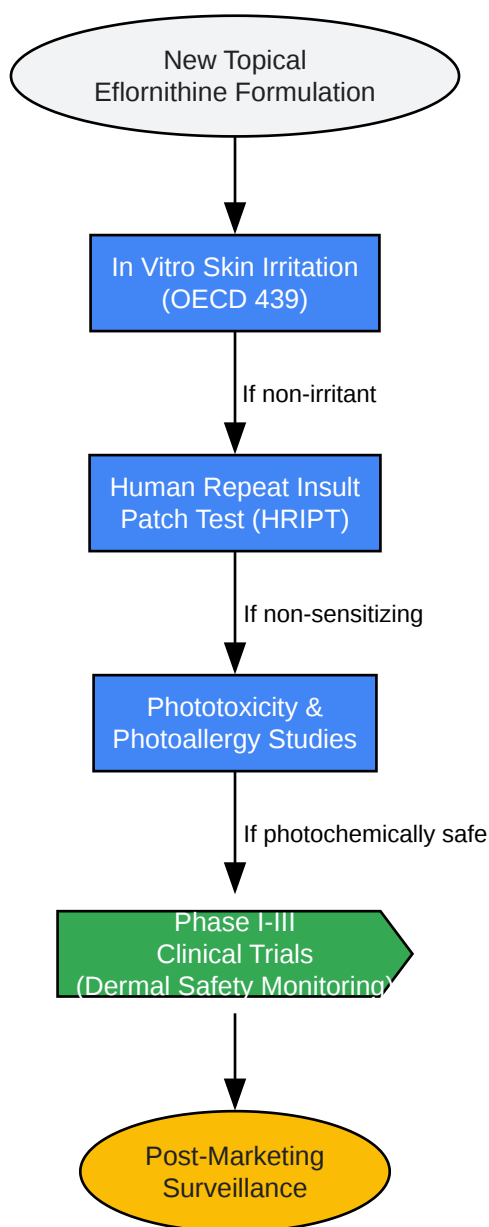 New Topical
Eflornithine Formulation
In Vitro Skin Irritation
(OECD 439)
If non-irritant
Human Repeat Insult
Patch Test (HRIPT)
If non-sensitizing
Phototoxicity &
Photoallergy Studies
If photochemically safe
Phase I-III
Clinical Trials
(Dermal Safety Monitoring)
Post-Marketing
Surveillance